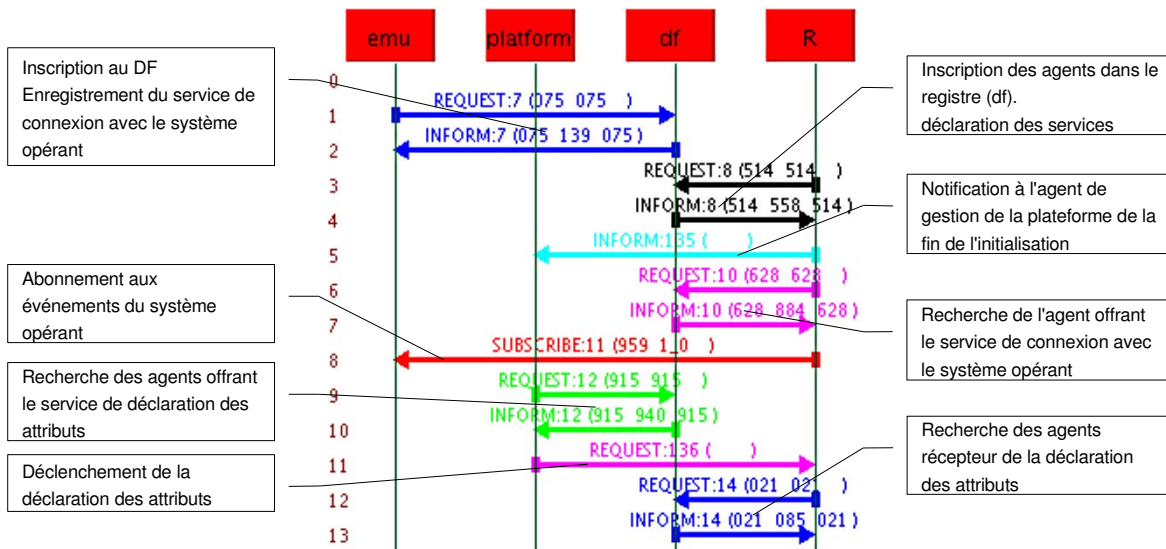 emu
platform
df
R
Inscription au DF
Enregistrement du service de
connexion avec le système
opérant
Abonnement aux
événements du système
opérant
Recherche des agents offrant
le service de déclaration des
attributs
Déclenchement de la
déclaration des attributs
0
1
REQUEST:7 (075 075 )
2
INFORM:7 (075 139 075)
3
REQUEST:8 (514 514 )
4
INFORM:8 (514 558 514)
5
INFORM:135 ( )
6
REQUEST:10 (628 628 )
7
INFORM:10 (628 884 628)
8
SUBSCRIBE:11 (959 1_0 )
9
REQUEST:12 (915 915 )
10
INFORM:12 (915 940 915)
11
REQUEST:136 ( )
12
REQUEST:14 (021 02 )
13
INFORM:14 (021 085 021)
Inscription des agents dans le
registre (df).
déclaration des services
Notification à l'agent de
gestion de la plateforme de la
fin de l'initialisation
Recherche de l'agent offrant
le service de connexion avec
le système opérant
Recherche des agents
récepteur de la déclaration
des attributs